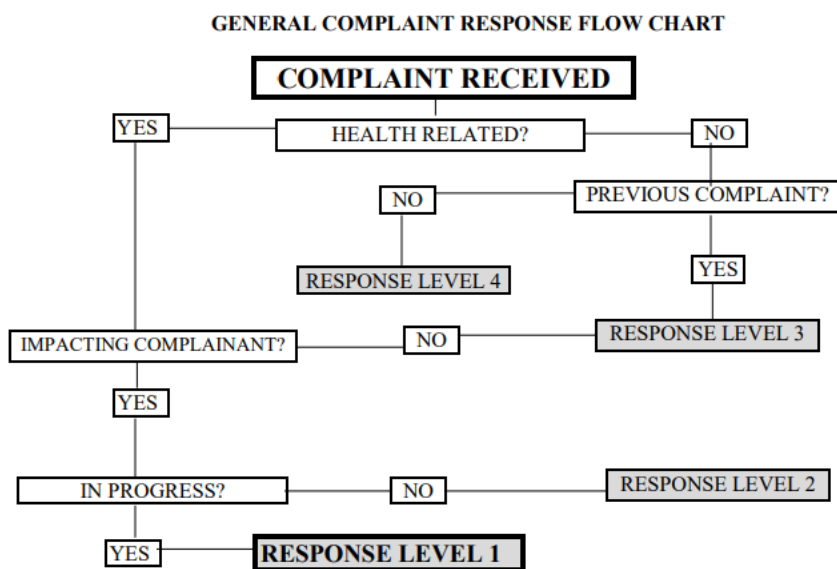 GENERAL COMPLAINT RESPONSE FLOW CHART
COMPLAINT RECEIVED
YES
HEALTH RELATED?
NO
NO
PREVIOUS COMPLAINT?
RESPONSE LEVEL 4
YES
IMPACTING COMPLAINANT?
NO
RESPONSE LEVEL 3
YES
IN PROGRESS?
NO
RESPONSE LEVEL 2
YES
RESPONSE LEVEL 1